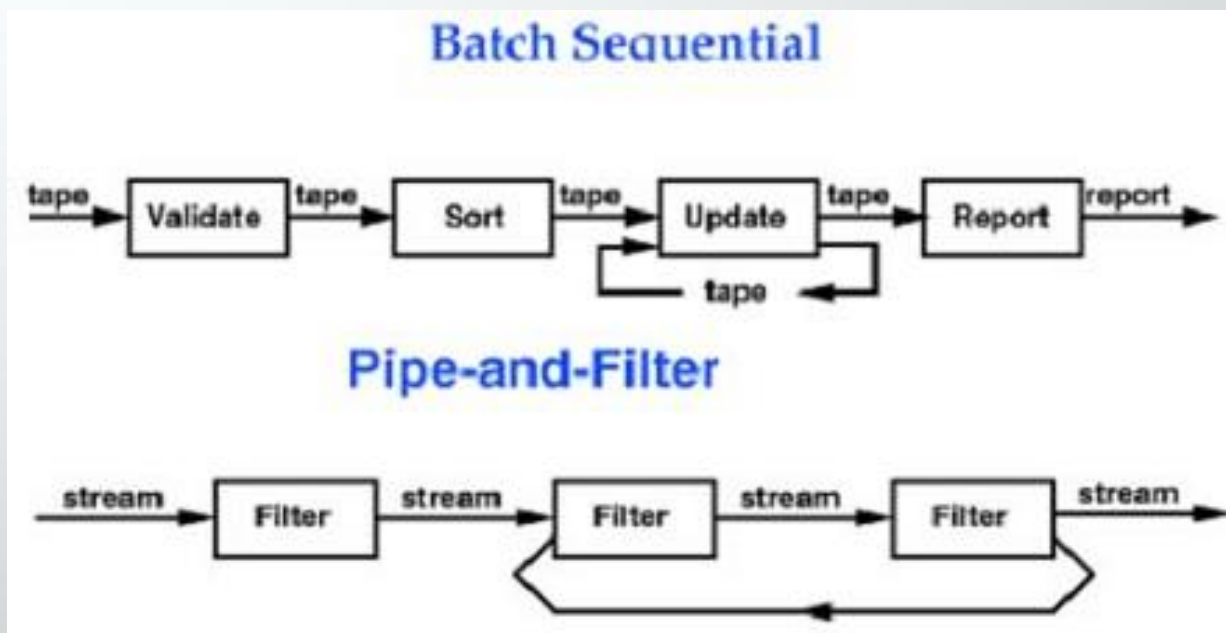 Batch Sequential
tape Validate tape Sort tape Update tape Report report
tape
Pipe-and-Filter
stream Filter stream Filter stream Filter stream